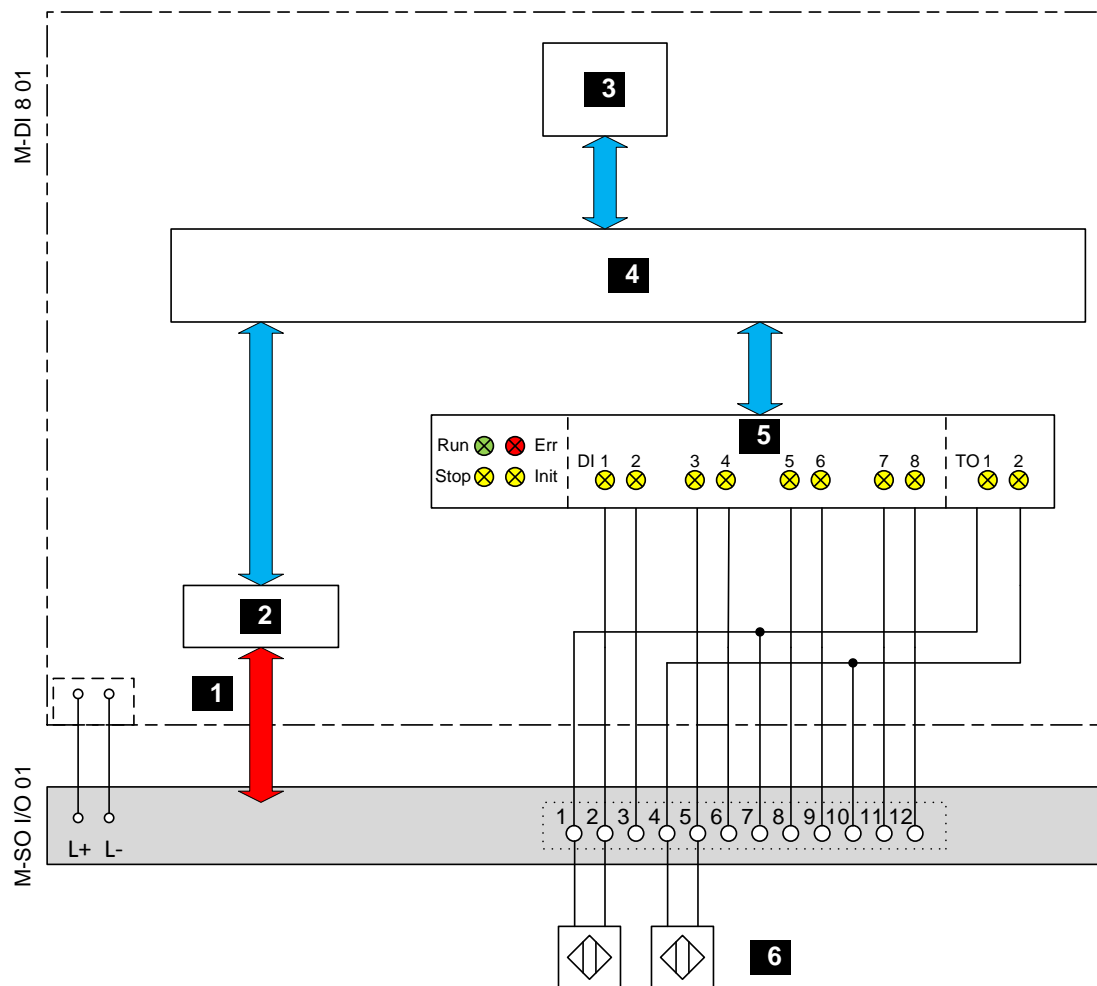 M-DI 8 01
3
4
5
Run Err
Stop Init
DI 1 2 3 4 5 6 7 8
TO 1 2
2
1
M-SO I/O 01
L+ L-
1 2 3 4 5 6 7 8 9 10 11 12
6